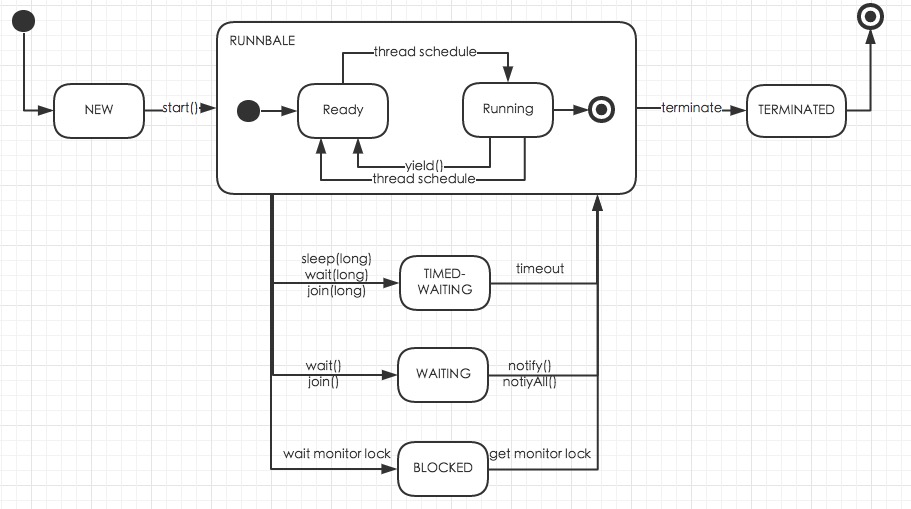 RUNNBALE
thread schedule
NEW
start()
Ready
Running
terminate
TERMINATED
yield()
thread schedule
sleep(long)
wait(long)
join(long)
TIMED-
WAITING
timeout
wait()
join()
WAITING
notify()
notiyAll()
wait monitor lock
BLOCKED
get monitor lock